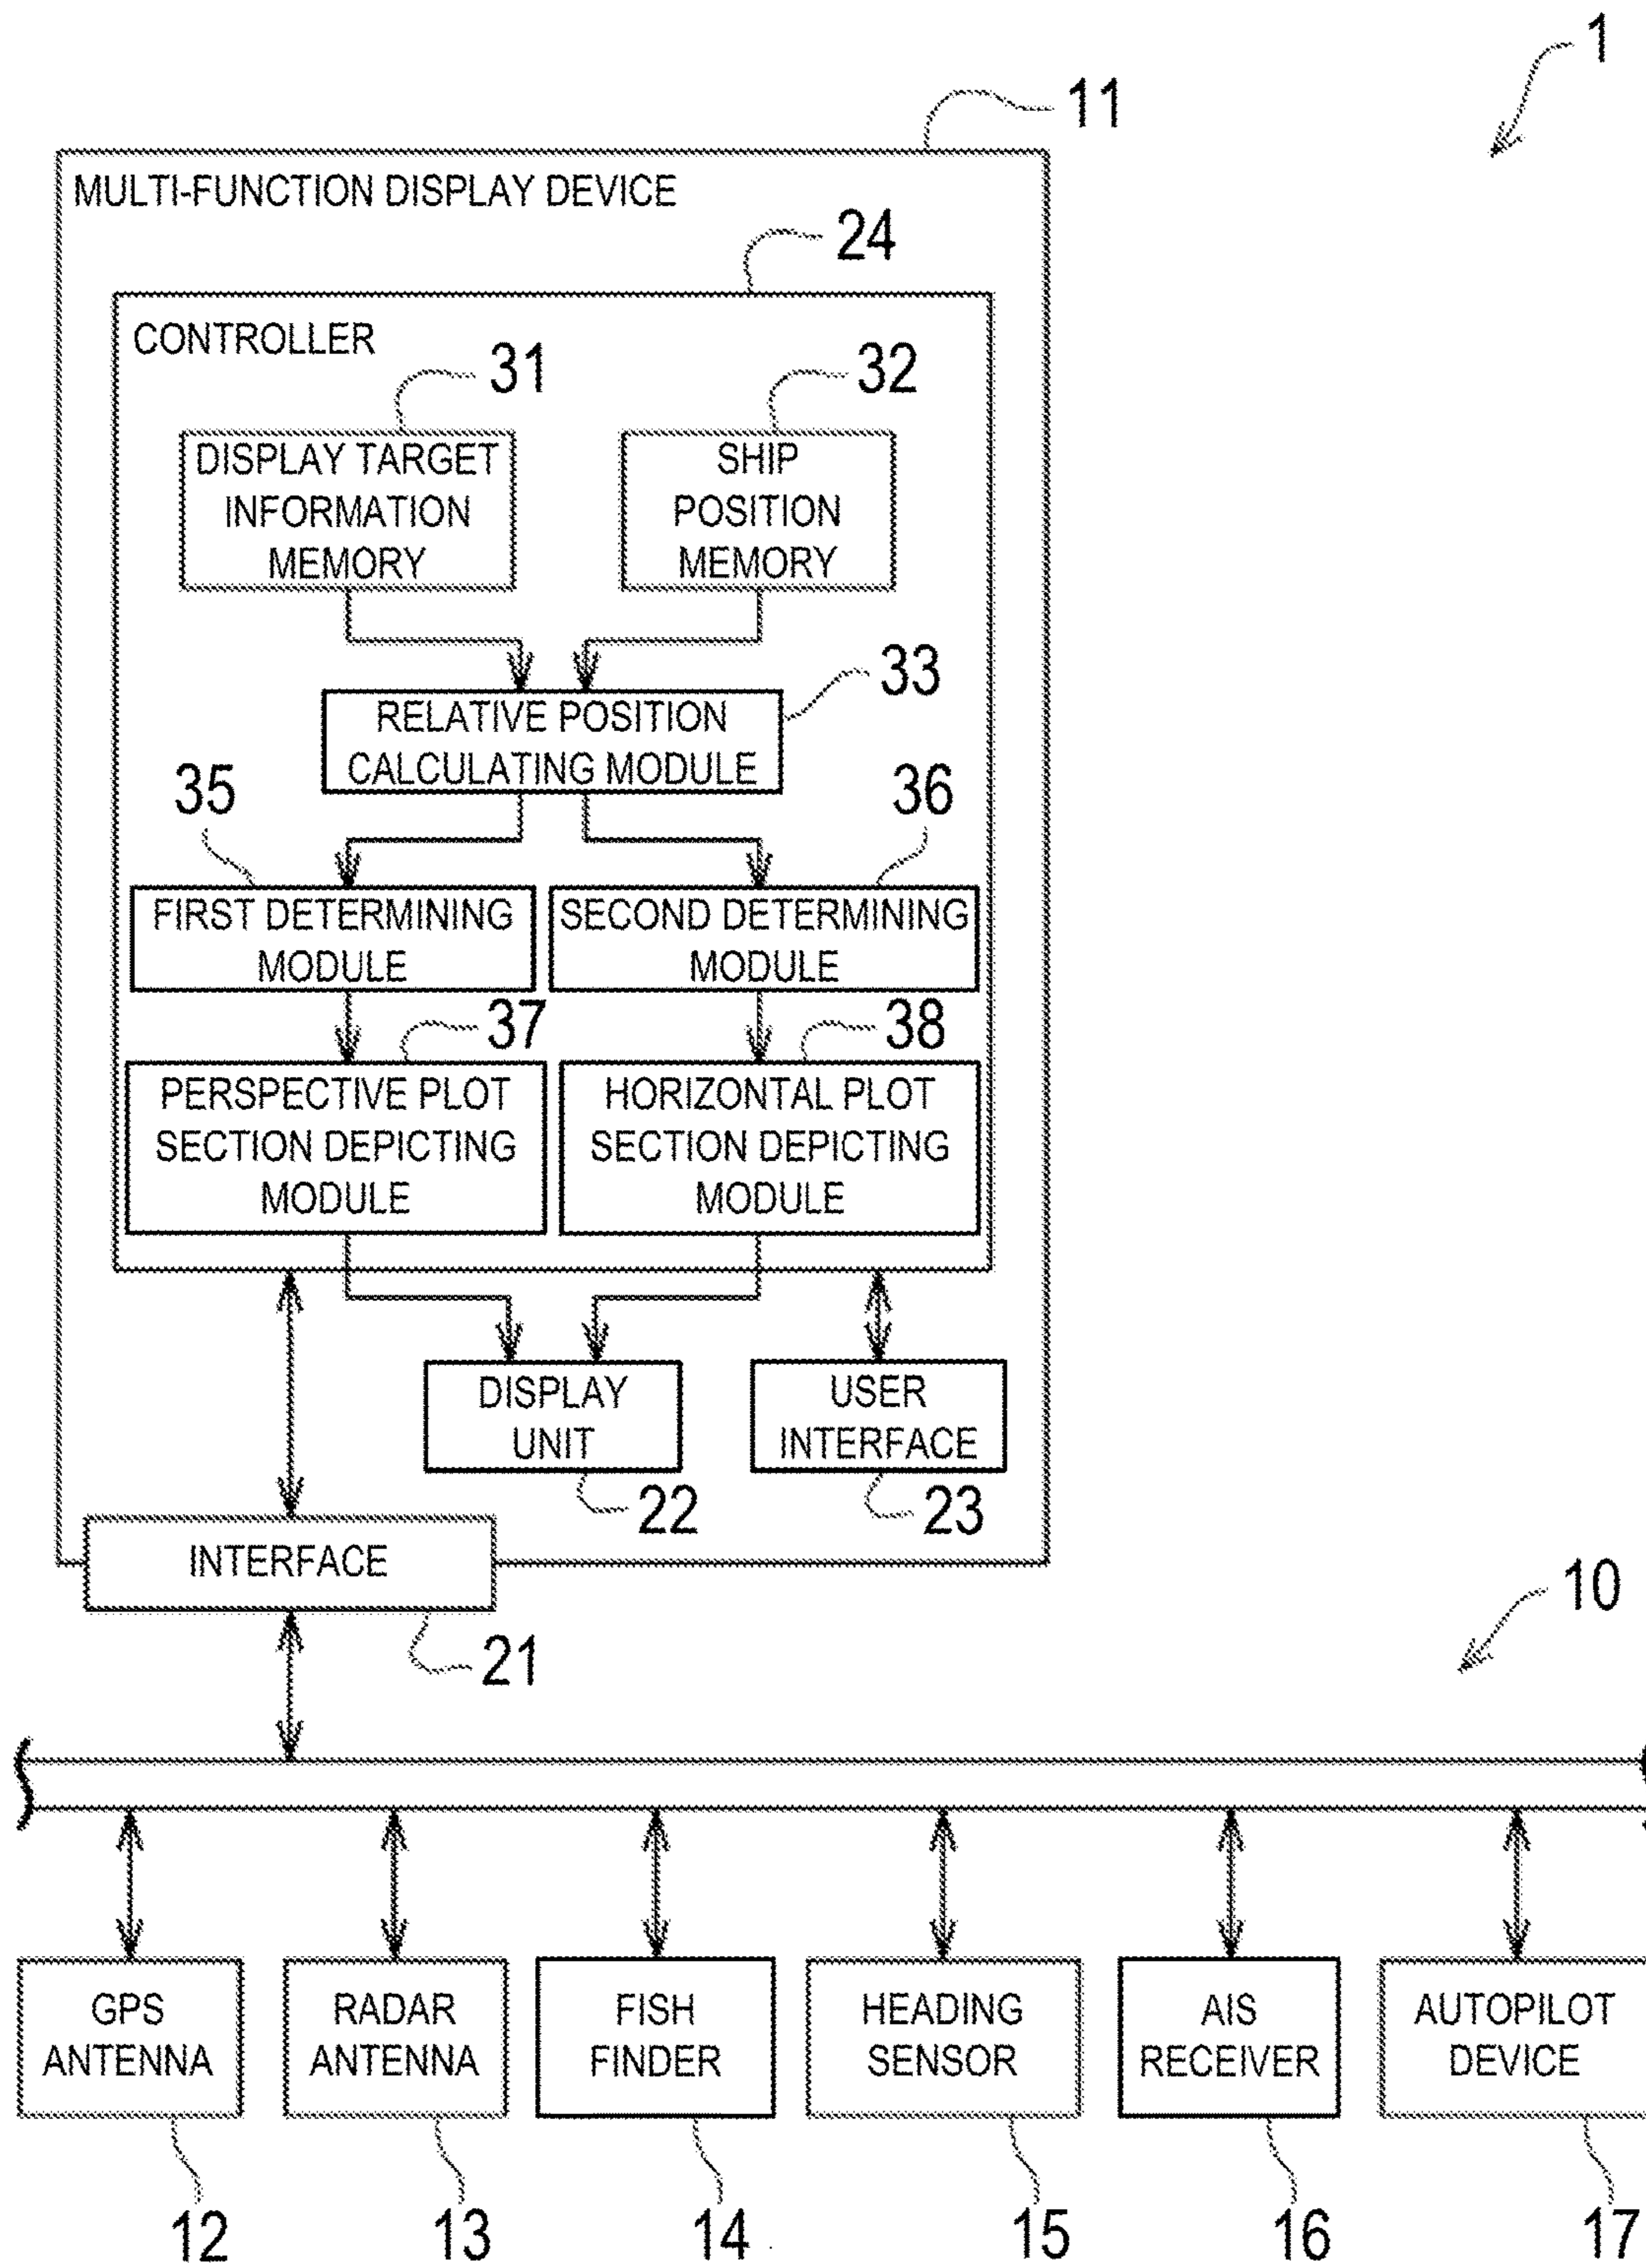 1
11
MULTI-FUNCTION DISPLAY DEVICE
24
CONTROLLER
31
32
DISPLAY TARGET
INFORMATION
MEMORY
SHIP
POSITION
MEMORY
33
RELATIVE POSITION
CALCULATING MODULE
35
36
FIRST DETERMINING
MODULE
SECOND DETERMINING
MODULE
37
38
PERSPECTIVE PLOT
SECTION DEPICTING
MODULE
HORIZONTAL PLOT
SECTION DEPICTING
MODULE
DISPLAY
UNIT
USER
INTERFACE
22
23
INTERFACE
21
10
GPS
ANTENNA
RADAR
ANTENNA
FISH
FINDER
HEADING
SENSOR
AIS
RECEIVER
AUTOPILOT
DEVICE
12
13
14
15
16
17